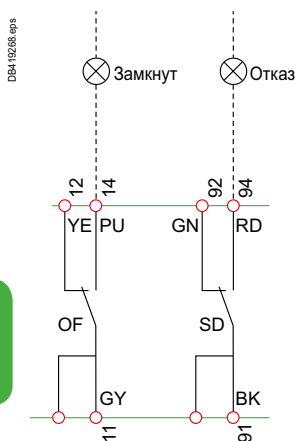 DB419268.eps
Замкнут
Отказ
12
14
92
94
YE
PU
GN
RD
OF
SD
GY
BK
11
91